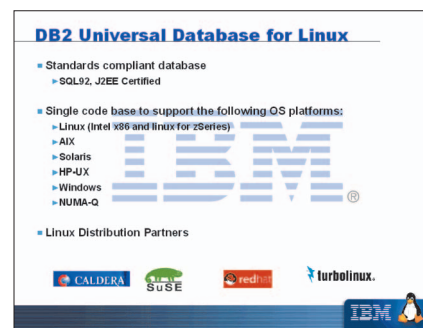 DB2 Universal Database for Linux
Standards compliant database
SQL92, J2EE Certified
Single code base to support the following OS platforms:
Linux (Intel x86 and linux for zSeries)
AIX
Solaris
HP-UX
Windows
NUMA-Q
IBM®
Linux Distribution Partners
CALDERA
SuSE
redhat
turbolinux.
IBM